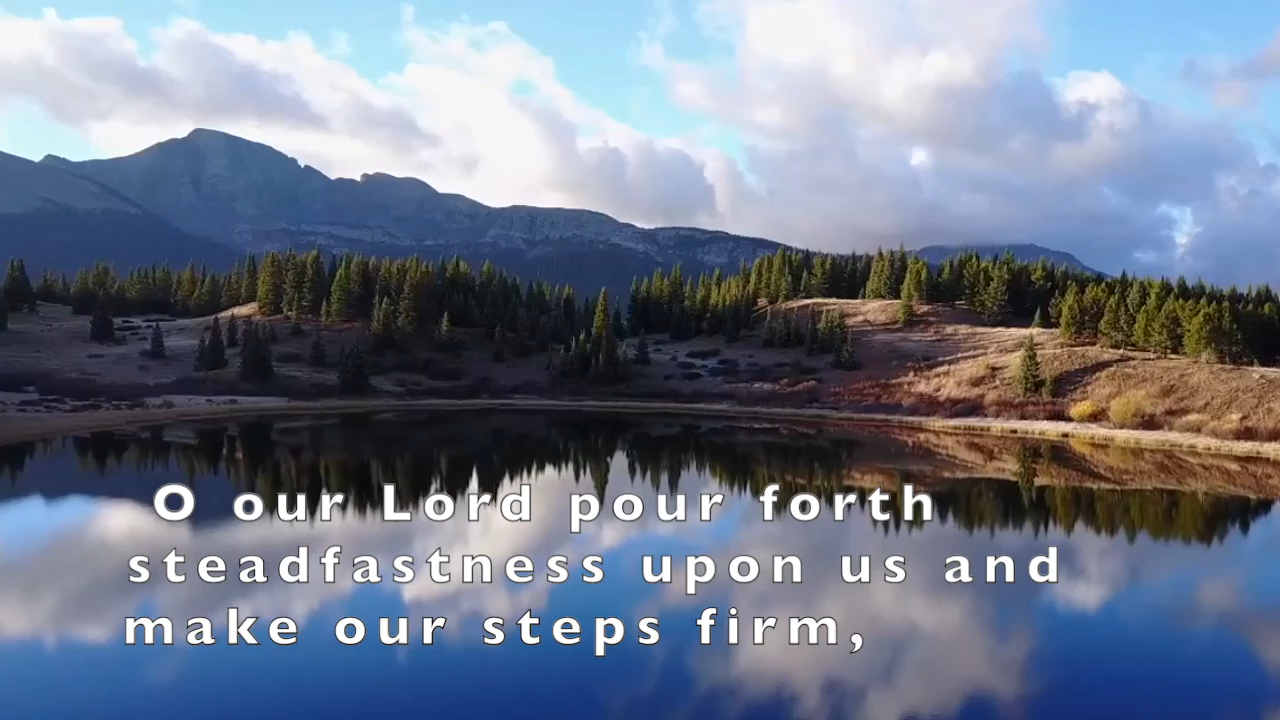 O our Lord pour forth
steadfastness upon us and
make our steps firm,